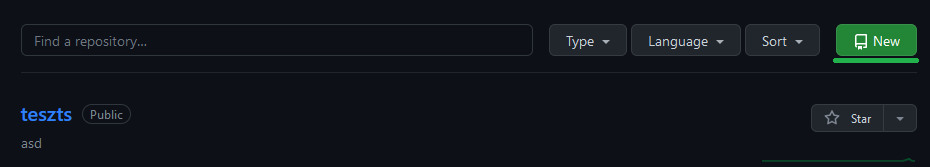 Find a repository... Type Language Sort New
teszts Public Star
asd